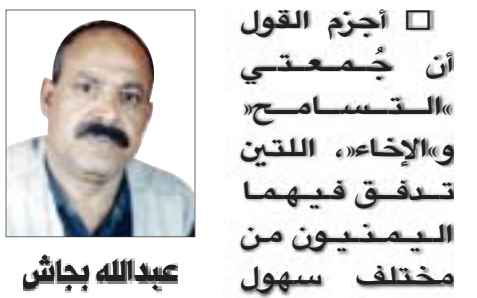 □ أجزم القول
أن جُمعتي
»التسامح«
و»الإخاء«، اللتين
تدفق فيهما
اليمنيون من
مختلف سهول
عبدالله بجاش